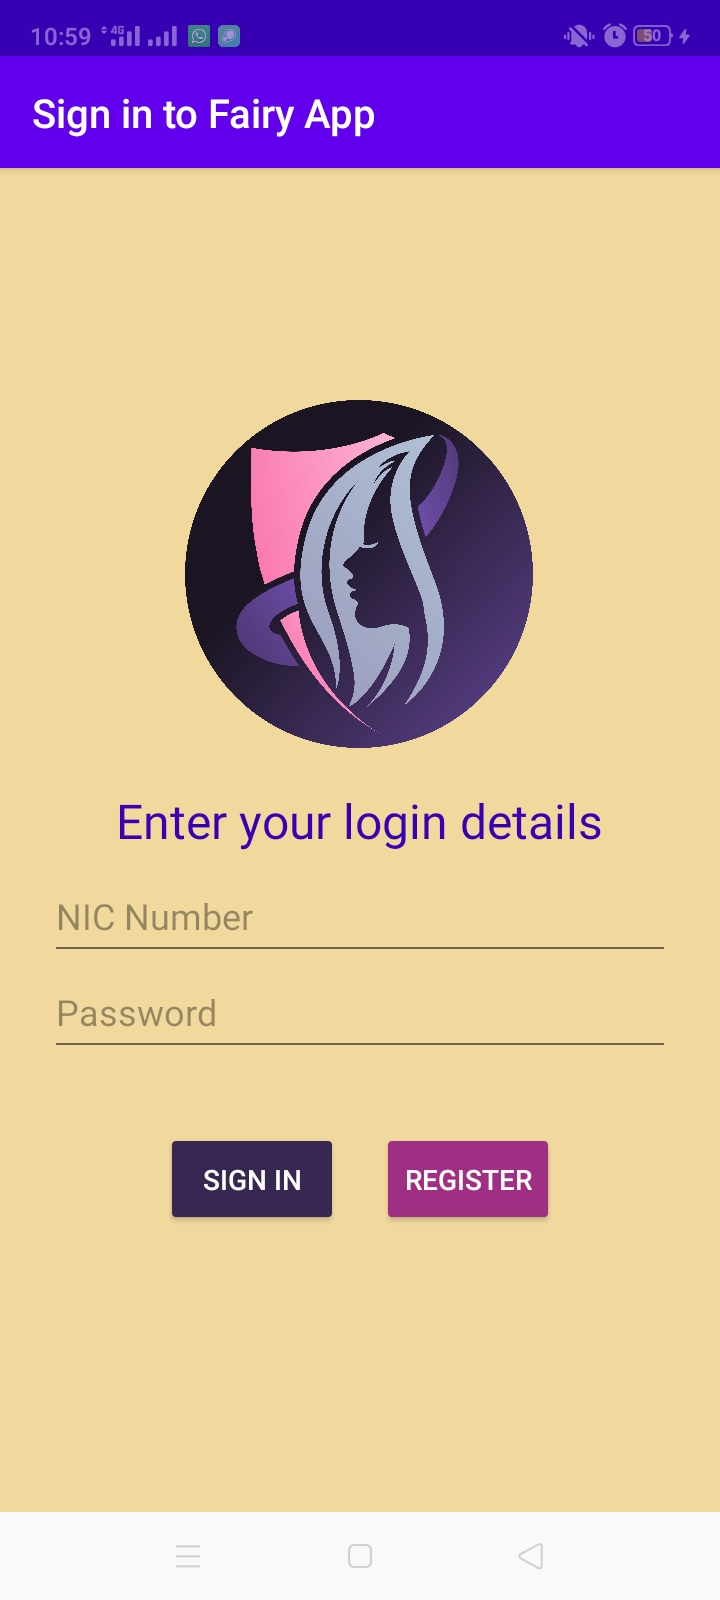 10:59 4G 50
Sign in to Fairy App
Enter your login details
NIC Number
Password
SIGN IN REGISTER